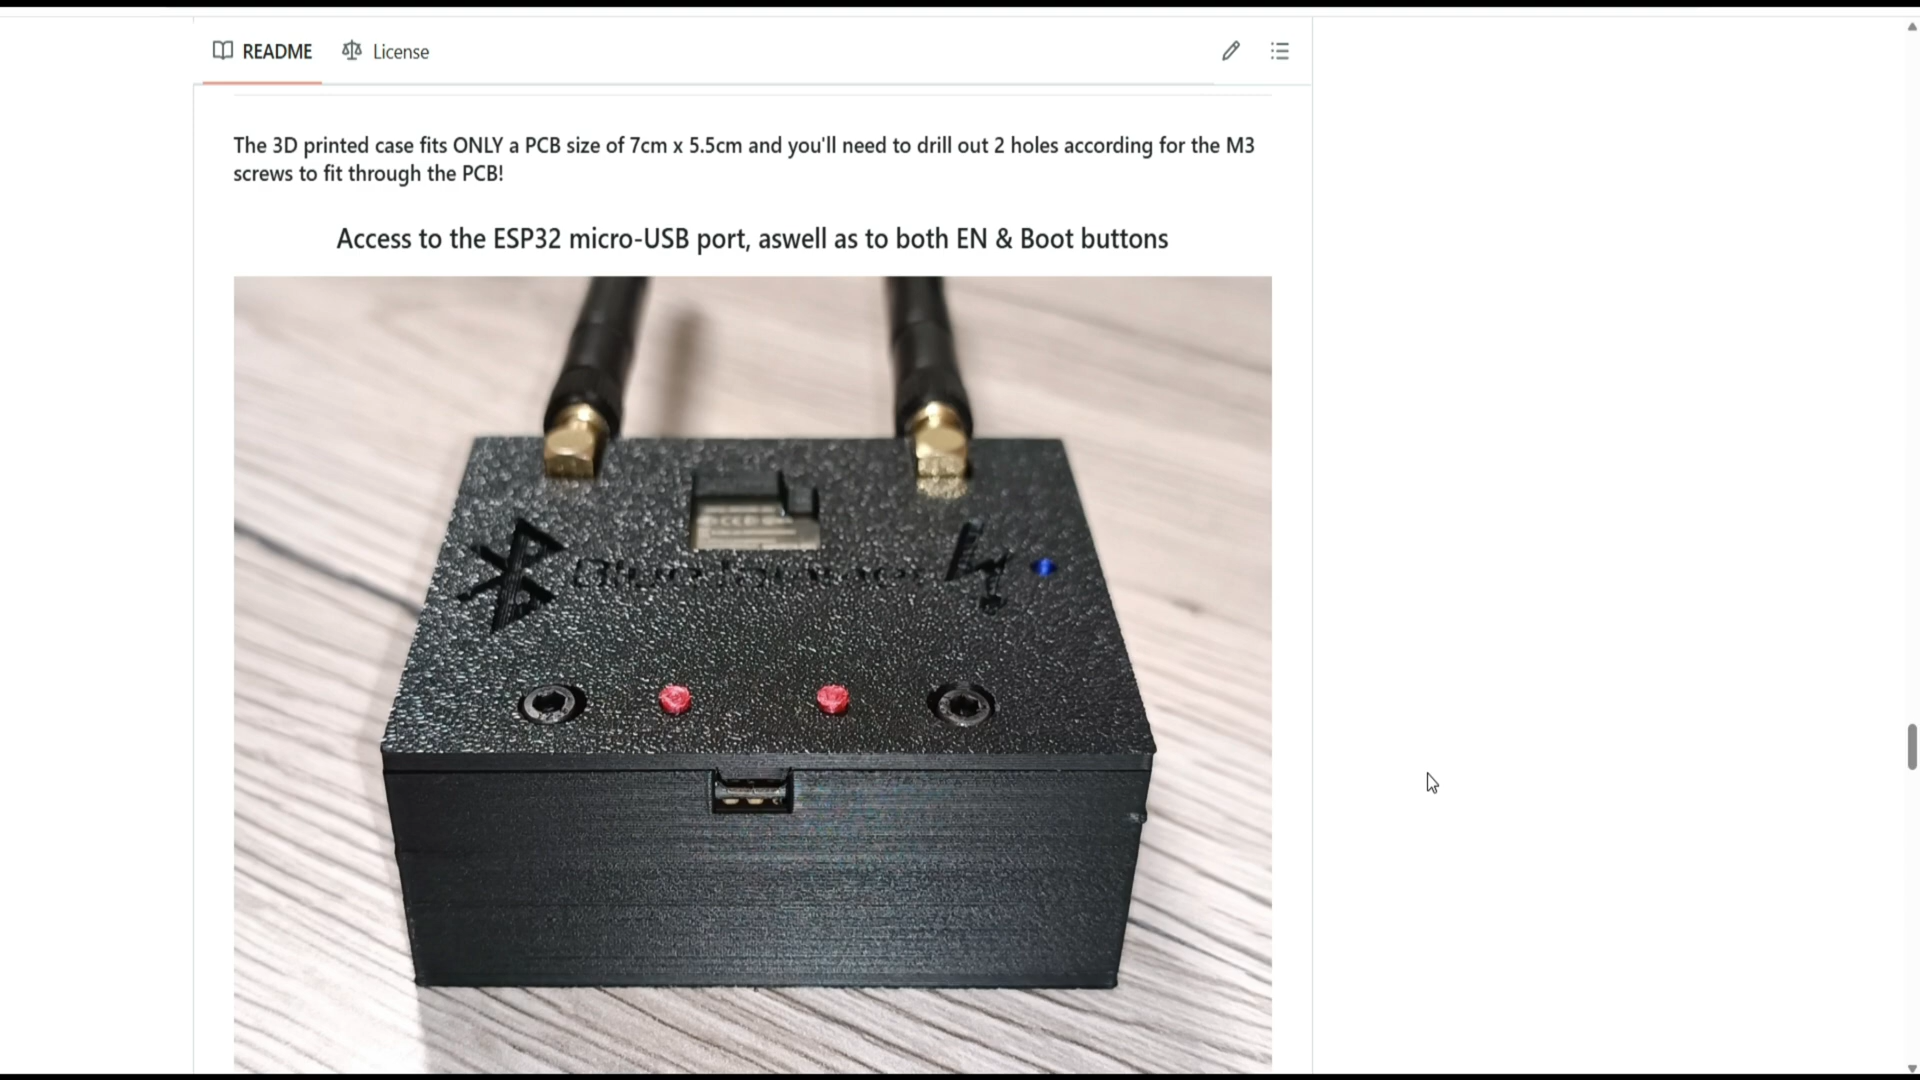 README
License
The 3D printed case fits ONLY a PCB size of 7cm x 5.5cm and you'll need to drill out 2 holes according for the M3
screws to fit through the PCB!
Access to the ESP32 micro-USB port, aswell as to both EN & Boot buttons